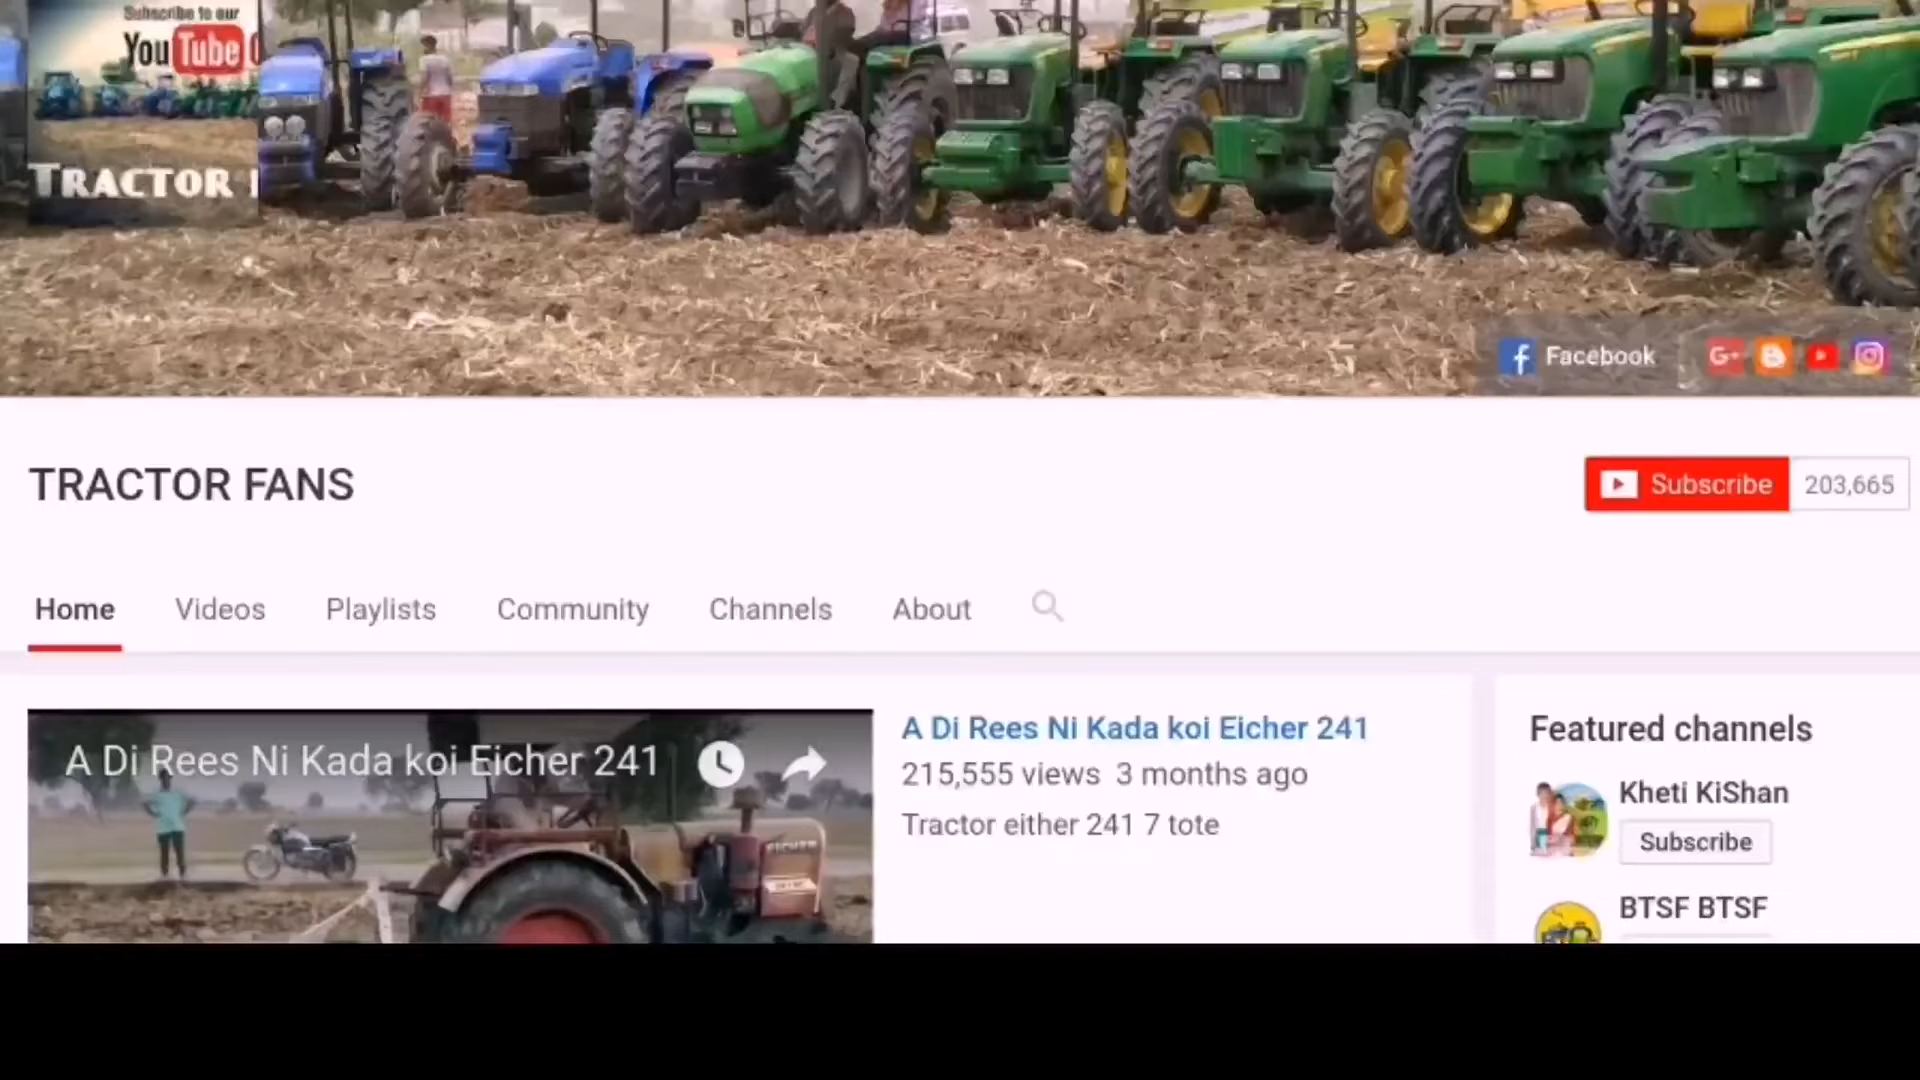 Subscribe to our
YouTube
TRACTOR
Facebook
G+
TRACTOR FANS
Subscribe 203,665
Home Videos Playlists Community Channels About
A Di Rees Ni Kada koi Eicher 241
EICHER
A Di Rees Ni Kada koi Eicher 241
215,555 views 3 months ago
Tractor either 241 7 tote
Featured channels
Kheti KiShan
Subscribe
BTSF BTSF